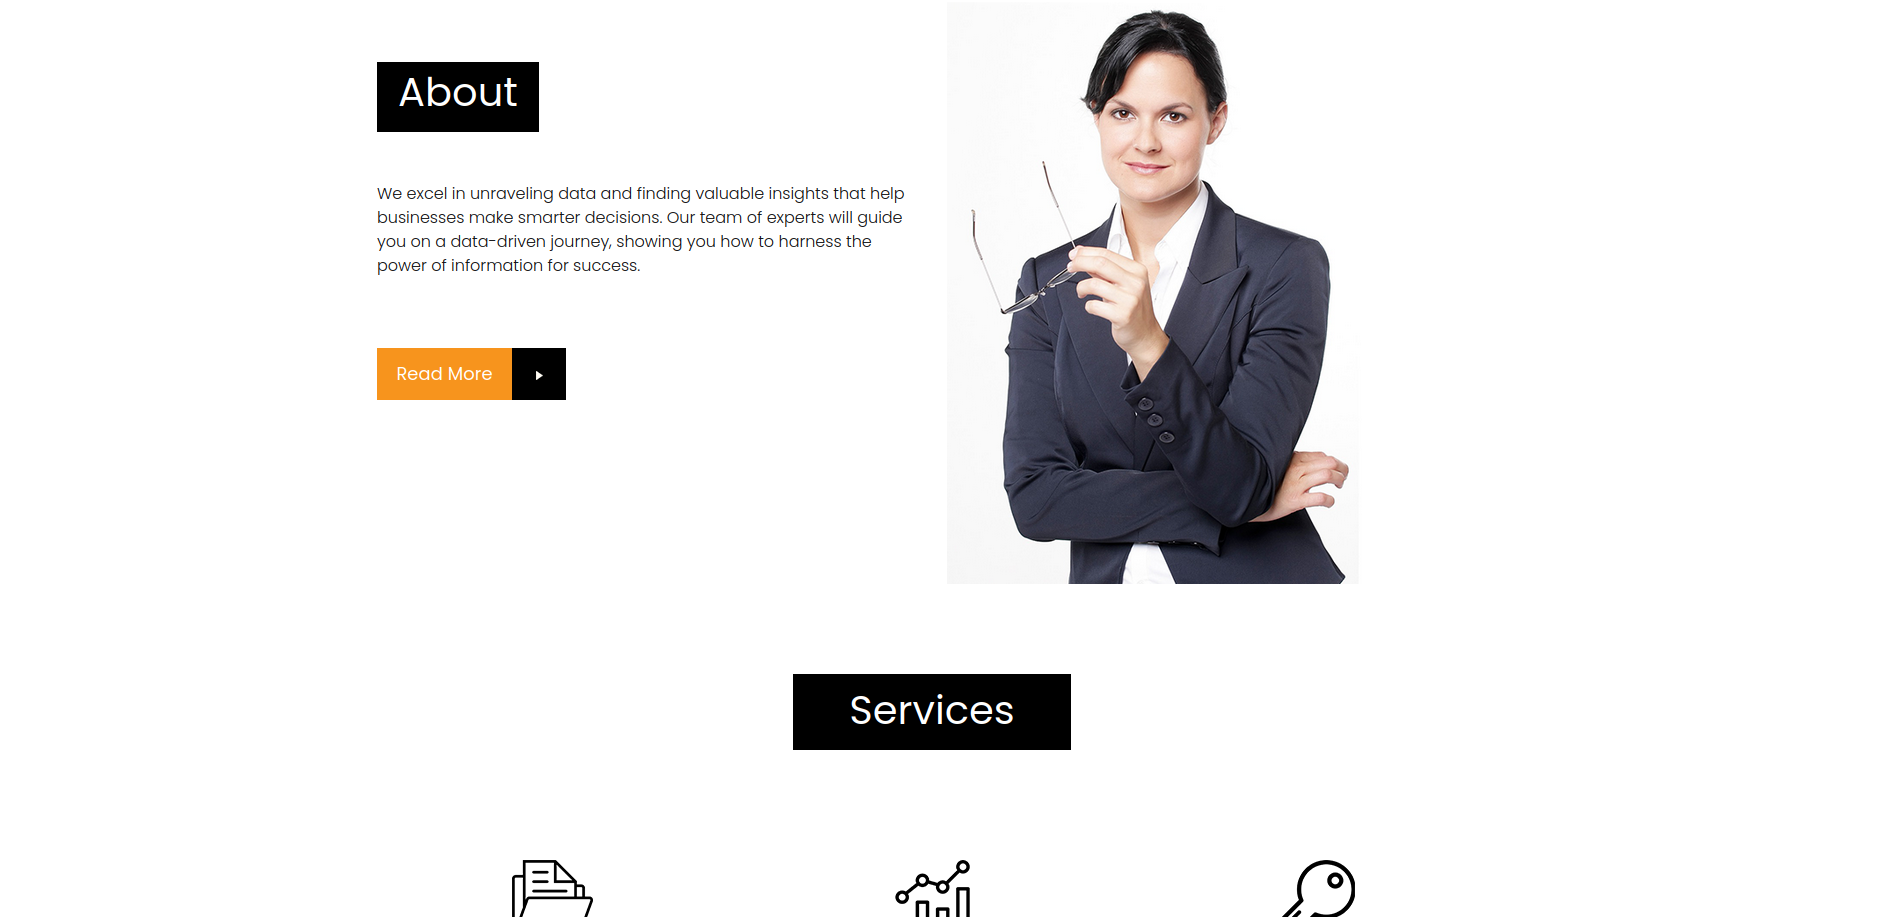 About
We excel in unraveling data and finding valuable insights that help
businesses make smarter decisions. Our team of experts will guide
you on a data-driven journey, showing you how to harness the
power of information for success.
Read More
Services